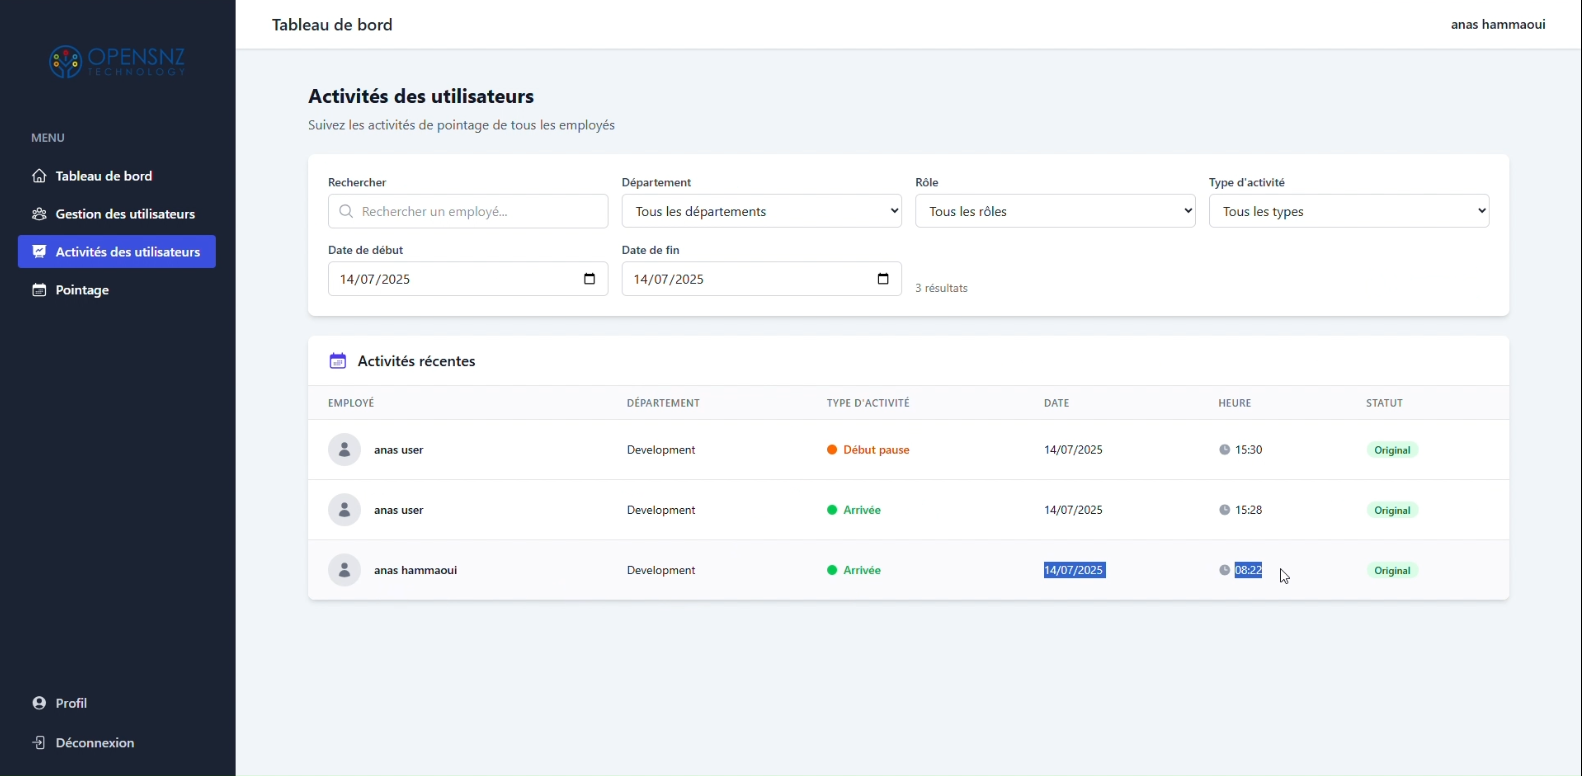 Tableau de bord
anas hammaoui
OPENSNZ
TECHNOLOGY
MENU
Tableau de bord
Gestion des utilisateurs
Activités des utilisateurs
Pointage
Profil
Déconnexion
Activités des utilisateurs
Suivez les activités de pointage de tous les employés
Rechercher
Département
Rôle
Type d'activité
Rechercher un employé...
Tous les départements
Tous les rôles
Tous les types
Date de début
Date de fin
14/07/2025
14/07/2025
3 résultats
Activités récentes
EMPLOYÉ DÉPARTEMENT TYPE D'ACTIVITÉ DATE HEURE STATUT
anas user Development Début pause 14/07/2025 15:30 Original
anas user Development Arrivée 14/07/2025 15:28 Original
anas hammaoui Development Arrivée 14/07/2025 08:22 Original